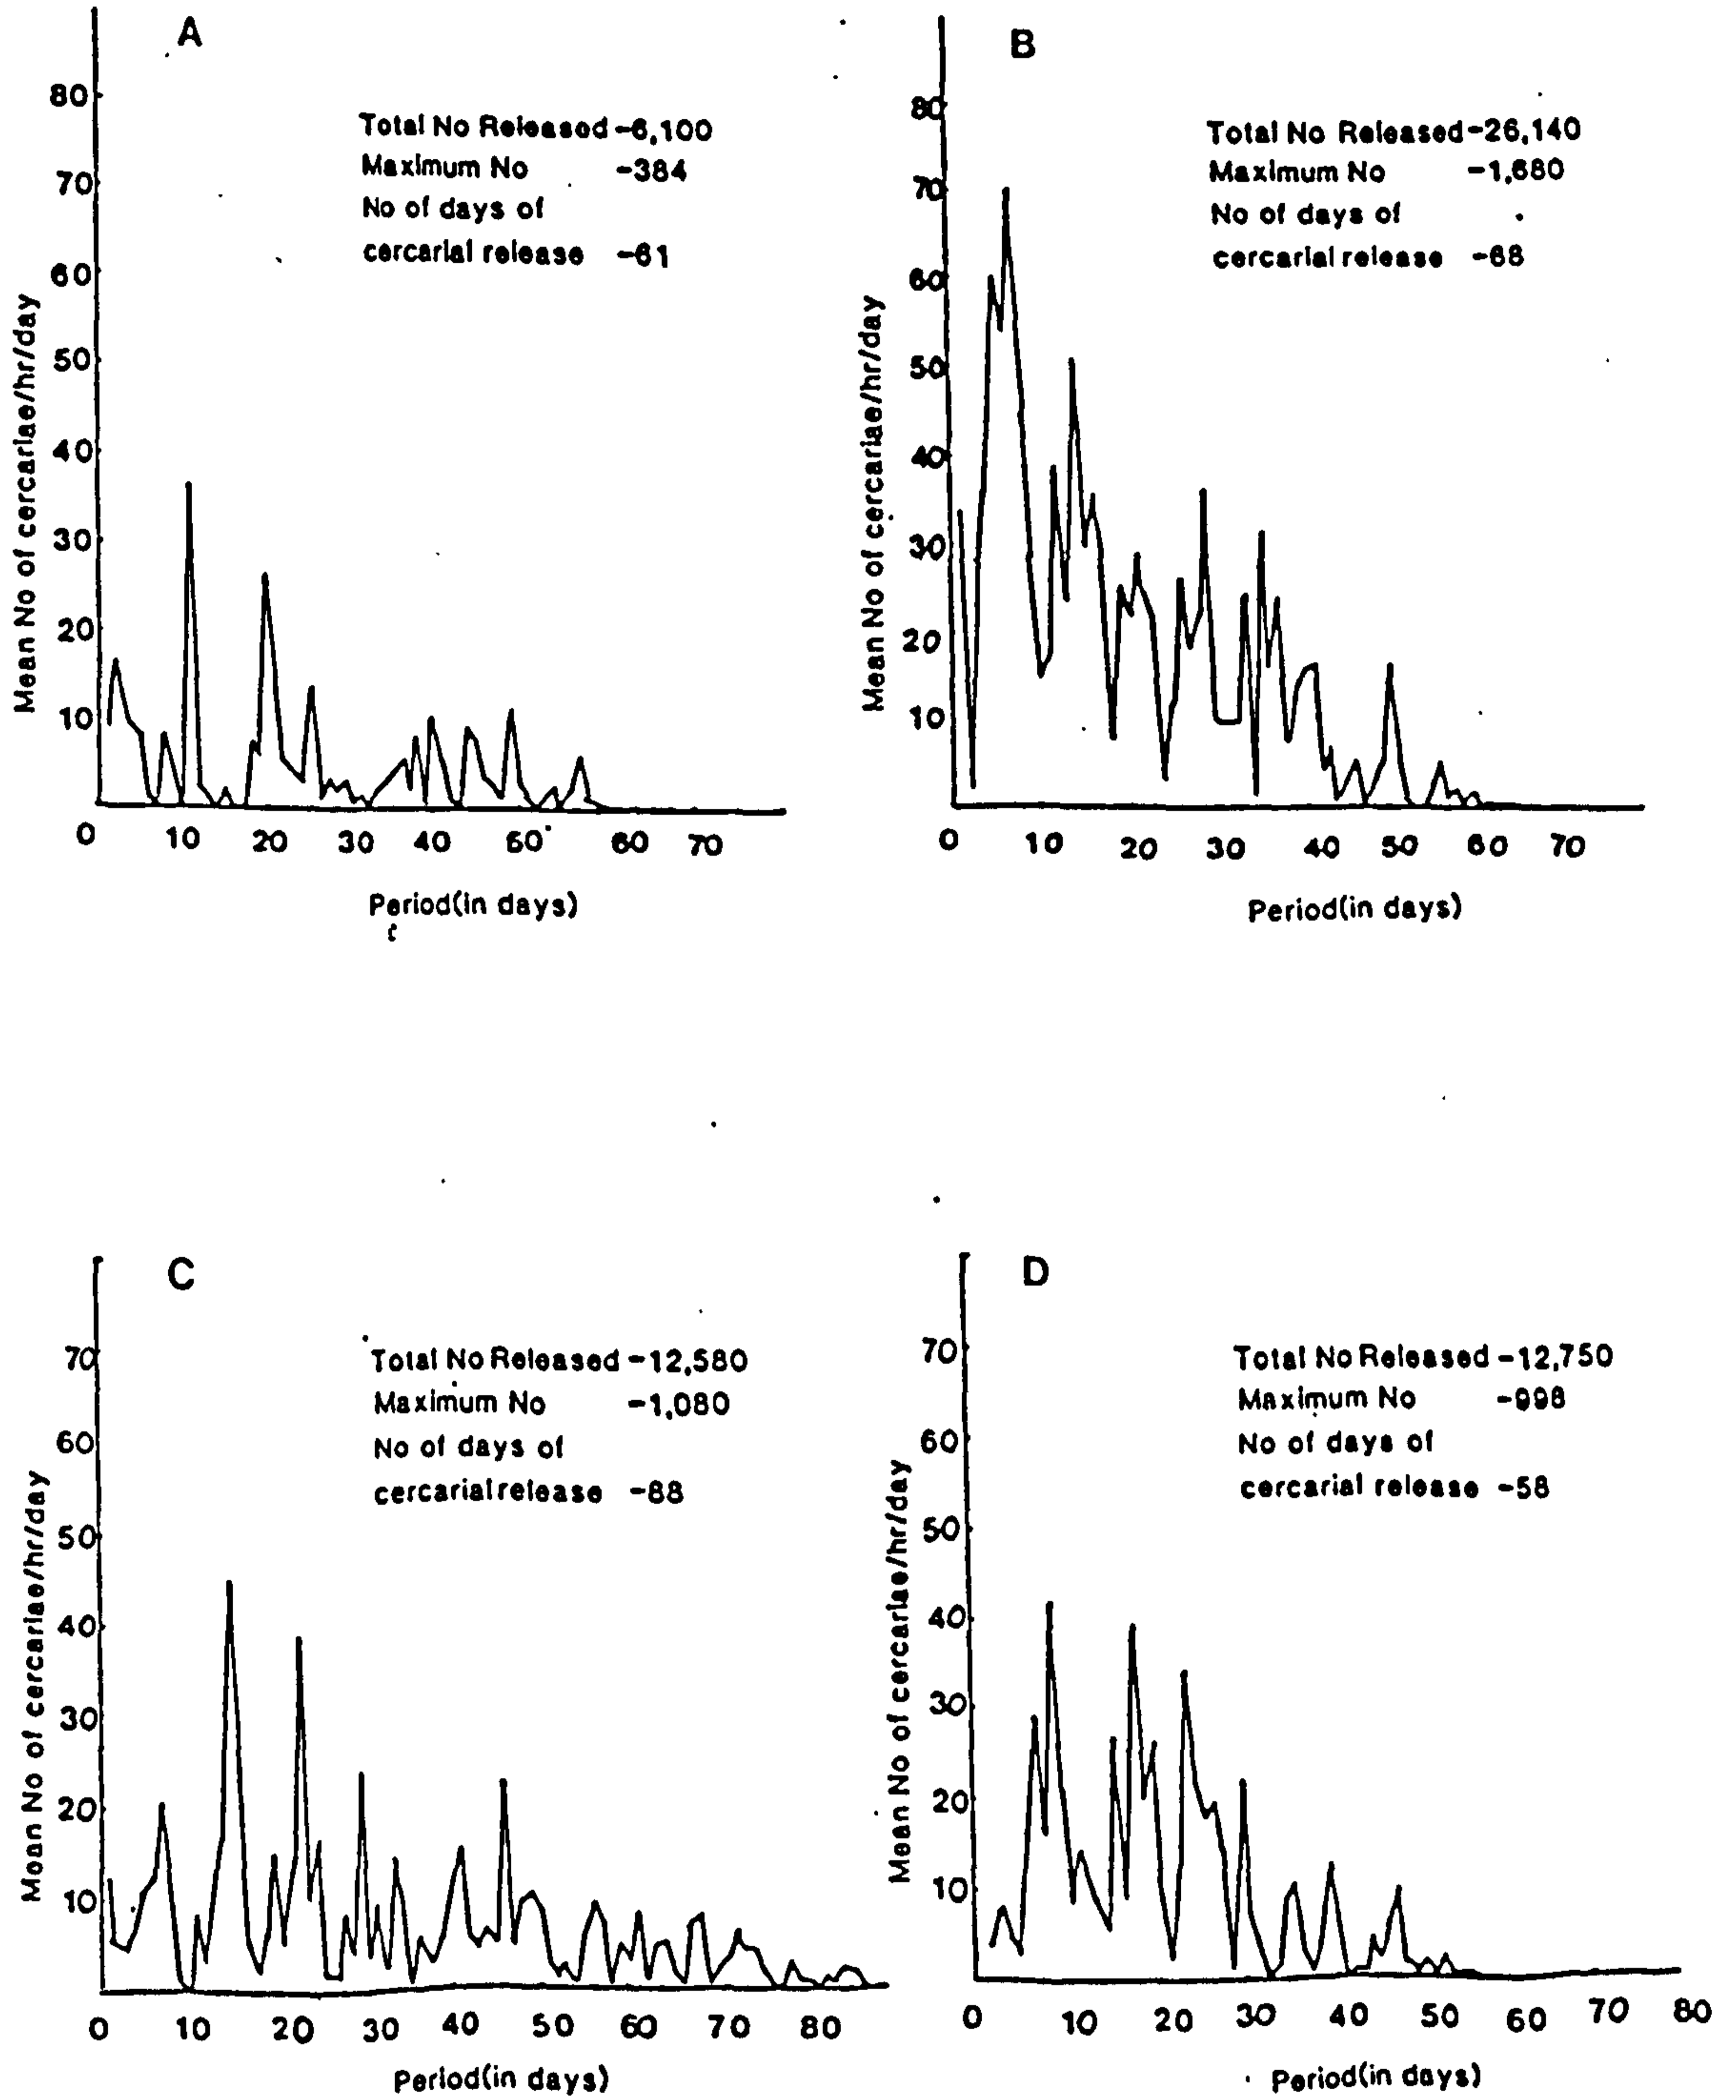 A
80
70
60
50
40
30
20
10
Mean No of cercariae/hr/day
Total No Released -6,100
Maximum No -384
No of days of
cercarial release -61
0 10 20 30 40 50 60 70
Period(in days)
B
80
70
60
50
40
30
20
10
Mean No of cercariae/hr/day
Total No Released -26,140
Maximum No -1,680
No of days of
cercarial release -68
0 10 20 30 40 50 60 70
Period(in days)
C
70
60
50
40
30
20
10
Mean No of cercariae/hr/day
Total No Released -12,580
Maximum No -1,080
No of days of
cercarial release -88
0 10 20 30 40 50 60 70 80
Period(in days)
D
70
60
50
40
30
20
10
Mean No of cercariae/hr/day
Total No Released -12,750
Maximum No -998
No of days of
cercarial release -58
0 10 20 30 40 50 60 70 80
Period(in days)